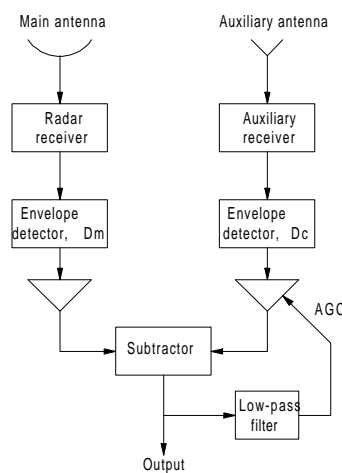 Main antenna
Auxiliary antenna
Radar
receiver
Auxiliary
receiver
Envelope
detector, Dm
Envelope
detector, Dc
AGC
Subtractor
Low-pass
filter
Output